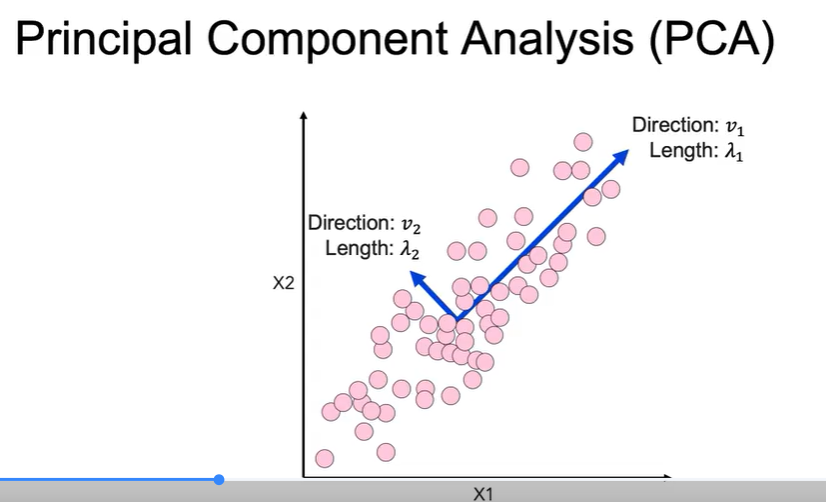 Principal Component Analysis (PCA)
Direction: 𝑣₁
Length: 𝜆₁
Direction: 𝑣₂
Length: 𝜆₂
X2
X1